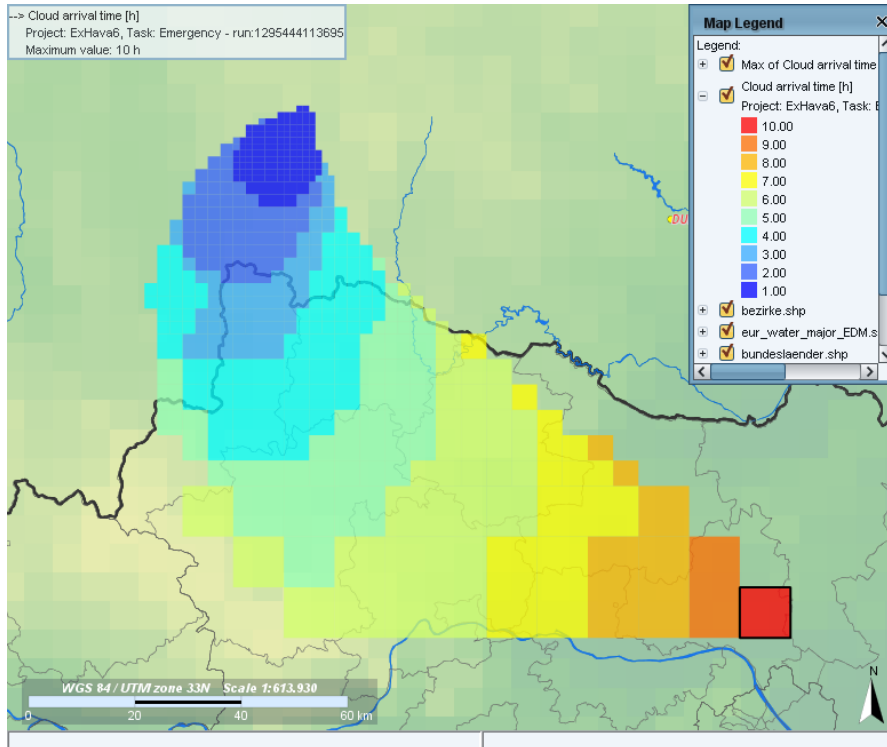 --> Cloud arrival time [h]
Project: ExHava6, Task: Emergency - run:1295444113695
Maximum value: 10 h
Map Legend
Legend:
Max of Cloud arrival time
Cloud arrival time [h]
Project: ExHava6, Task: E
10.00
9.00
8.00
7.00
6.00
5.00
4.00
3.00
2.00
1.00
bezirke.shp
eur_water_major_EDM.s
bundeslaender.shp
DU
WGS 84 / UTM zone 33N Scale 1:613.930
20 40 60 km
N